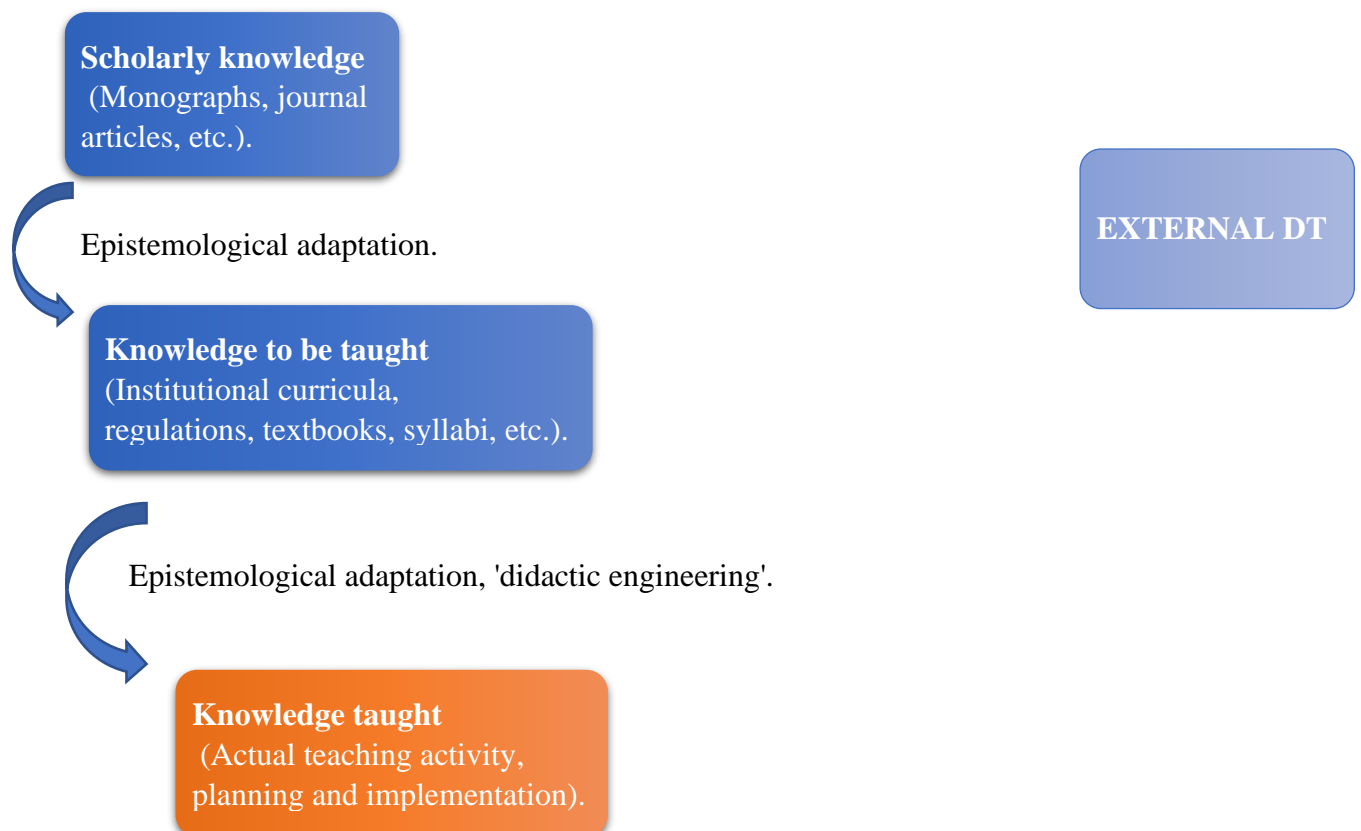 Scholarly knowledge
(Monographs, journal
articles, etc.).
EXTERNAL DT
Epistemological adaptation.
Knowledge to be taught
(Institutional curricula,
regulations, textbooks, syllabi, etc.).
Epistemological adaptation, 'didactic engineering'.
Knowledge taught
(Actual teaching activity,
planning and implementation).